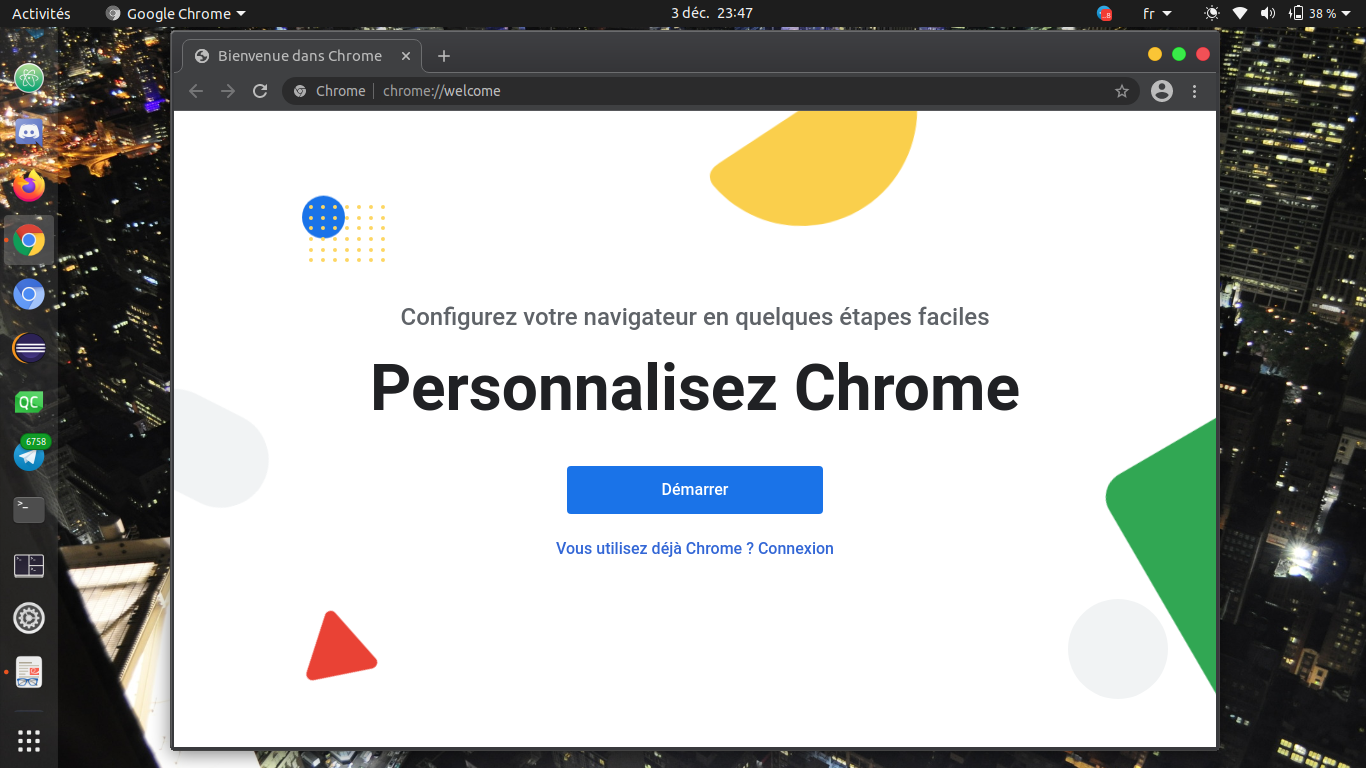 Activités
Google Chrome
3 déc. 23:47
fr
38 %
Bienvenue dans Chrome
Chrome
chrome://welcome
Configurez votre navigateur en quelques étapes faciles
Personnalisez Chrome
Démarrer
Vous utilisez déjà Chrome ? Connexion
QC
6758
>_